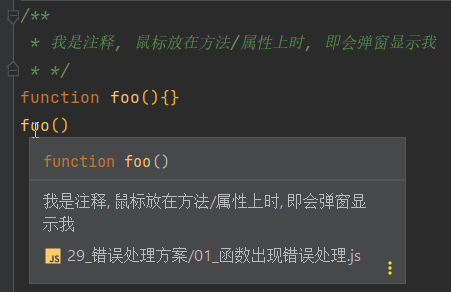 /**
* 我是注释, 鼠标放在方法/属性上时, 即会弹窗显示我
* */
function foo(){}
foo()
function foo()
我是注释,鼠标放在方法/属性上时,即会弹窗显
示我
JS 29_错误处理方案/01_函数出现错误处理.js